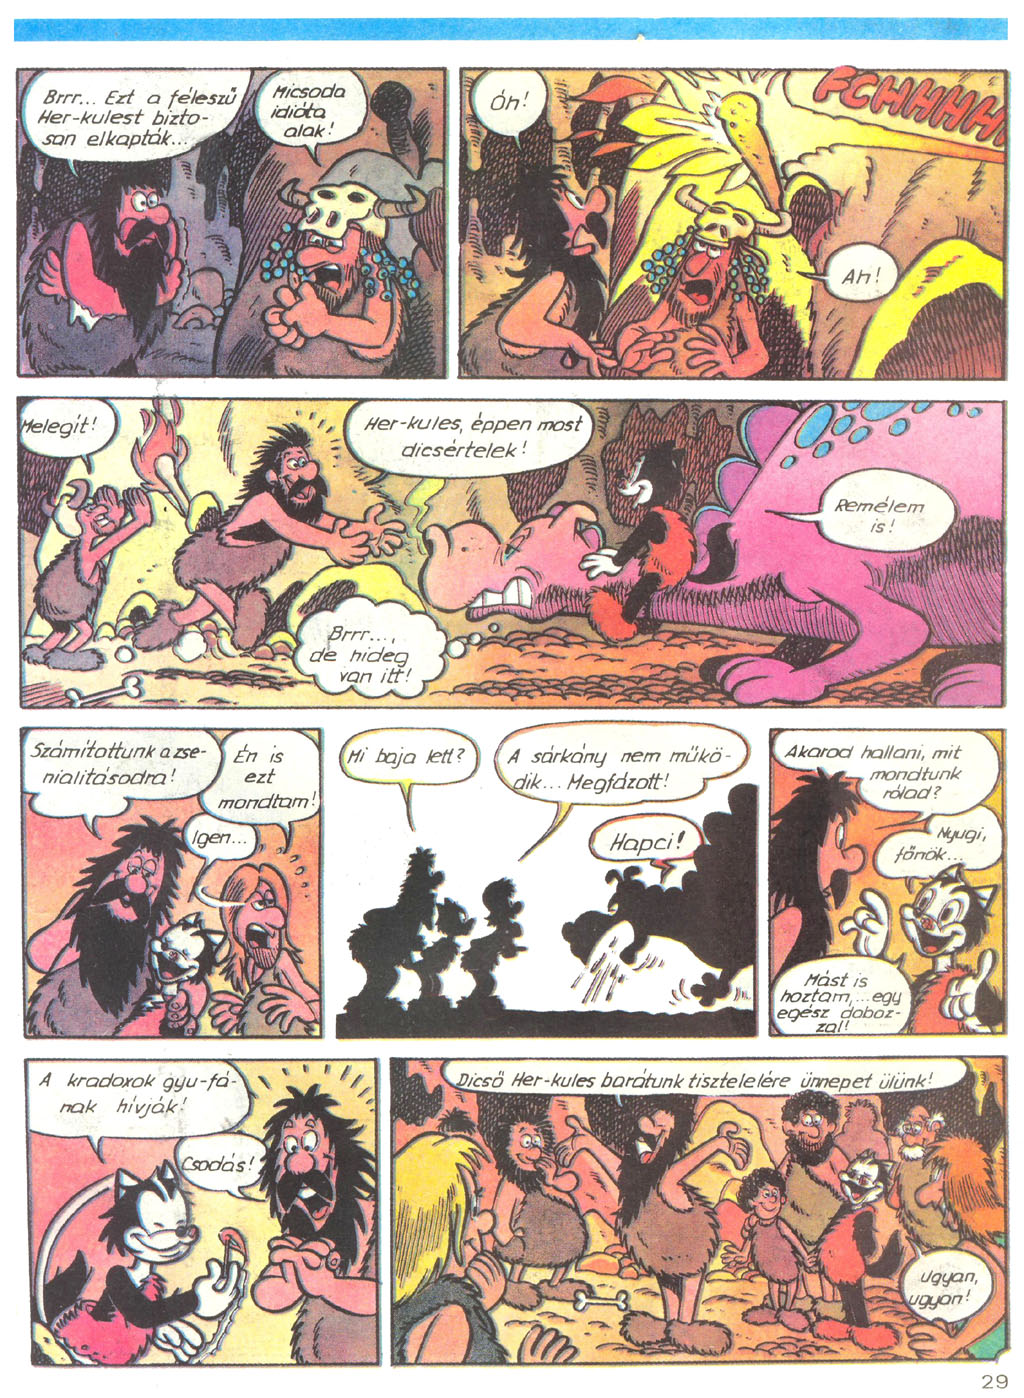 Brrr... Ezt a féleszű
Her-kulest bizto-
san elkapták...
Micsoda
idióta
alak!
Óh!
FCHHHHH
Ah!
Melegít!
Her-kules, éppen most
dicsértelek!
Remélem
is!
Brrr...,
de hideg
van itt!
Számítottunk a zse-
nialitásodra!
Én is
ezt
mondtam!
Igen...
Mi baja lett?
A sárkány nem műkö-
dik... Megfázott!
Hapci!
Akarod hallani, mit
mondtunk
rólad?
Nyugi,
főnök...
Mást is
hoztam,...egy
egész doboz-
zal!
A kradoxok gyu-fá-
nak hívják!
Csodás!
Dicső Her-kules barátunk tiszteletére ünnepet ülünk!
Ugyan,
ugyan!
29